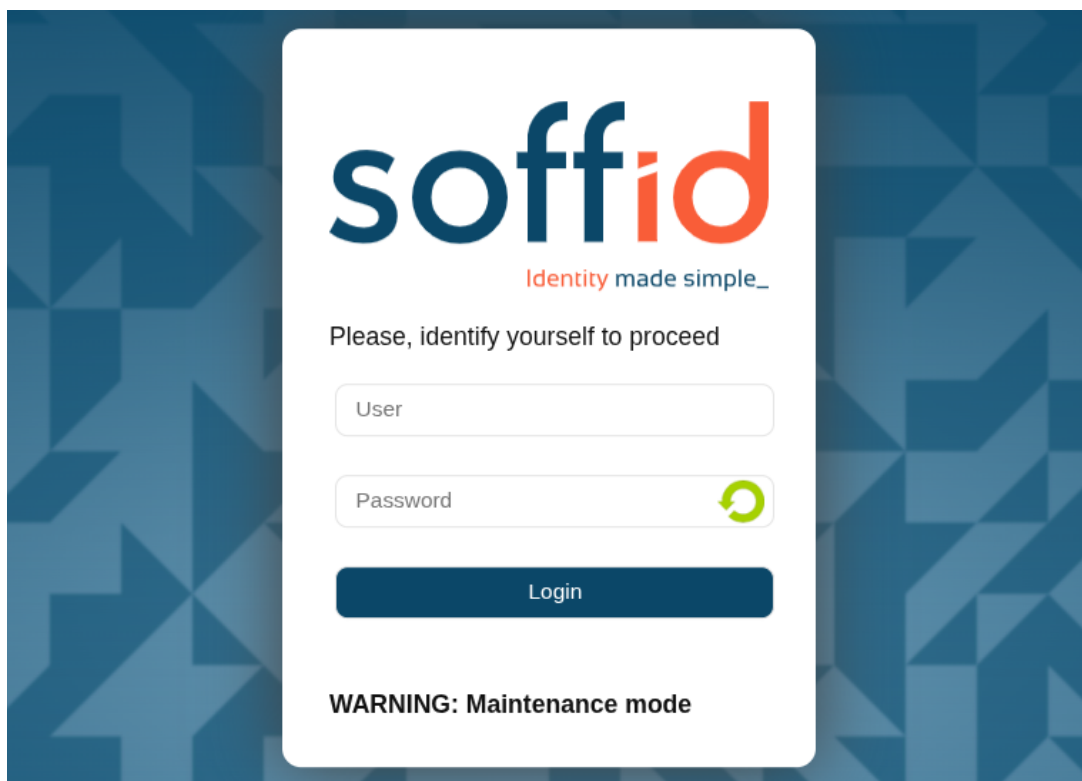 soffid
Identity made simple_
Please, identify yourself to proceed
User
Password
Login
WARNING: Maintenance mode